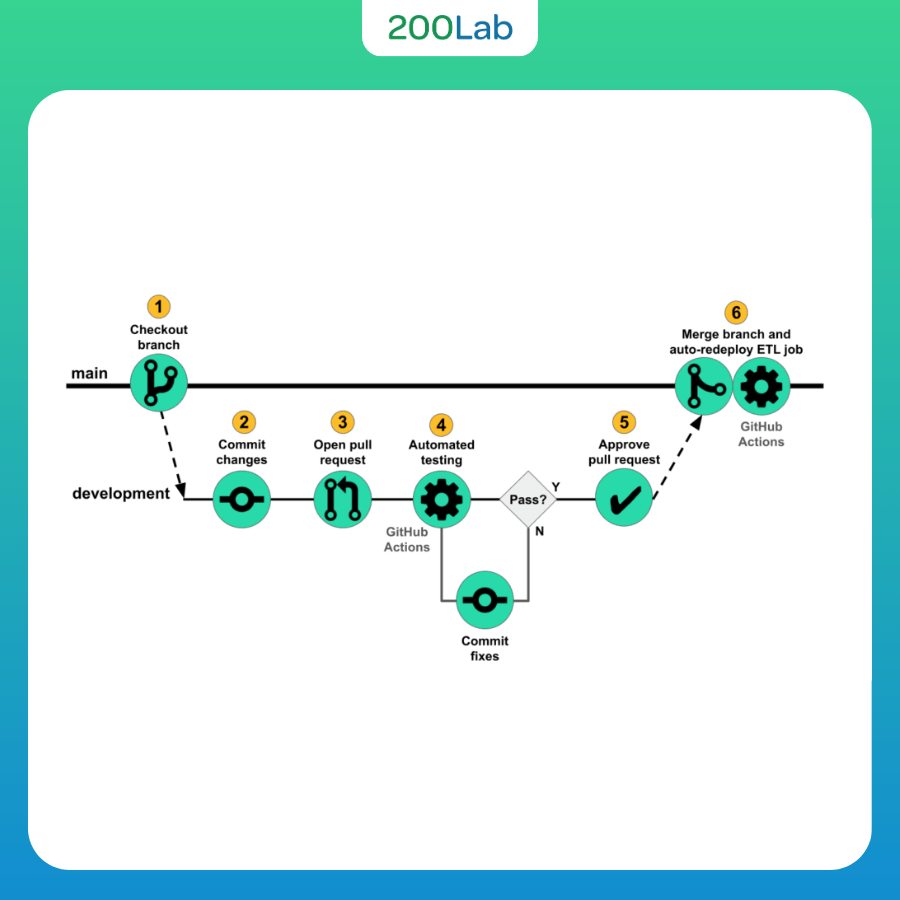 200Lab
1
Checkout
branch
6
Merge branch and
auto-redeploy ETL job
main
GitHub
Actions
2
Commit
changes
3
Open pull
request
4
Automated
testing
5
Approve
pull request
development
Pass?
Y
N
GitHub
Actions
Commit
fixes